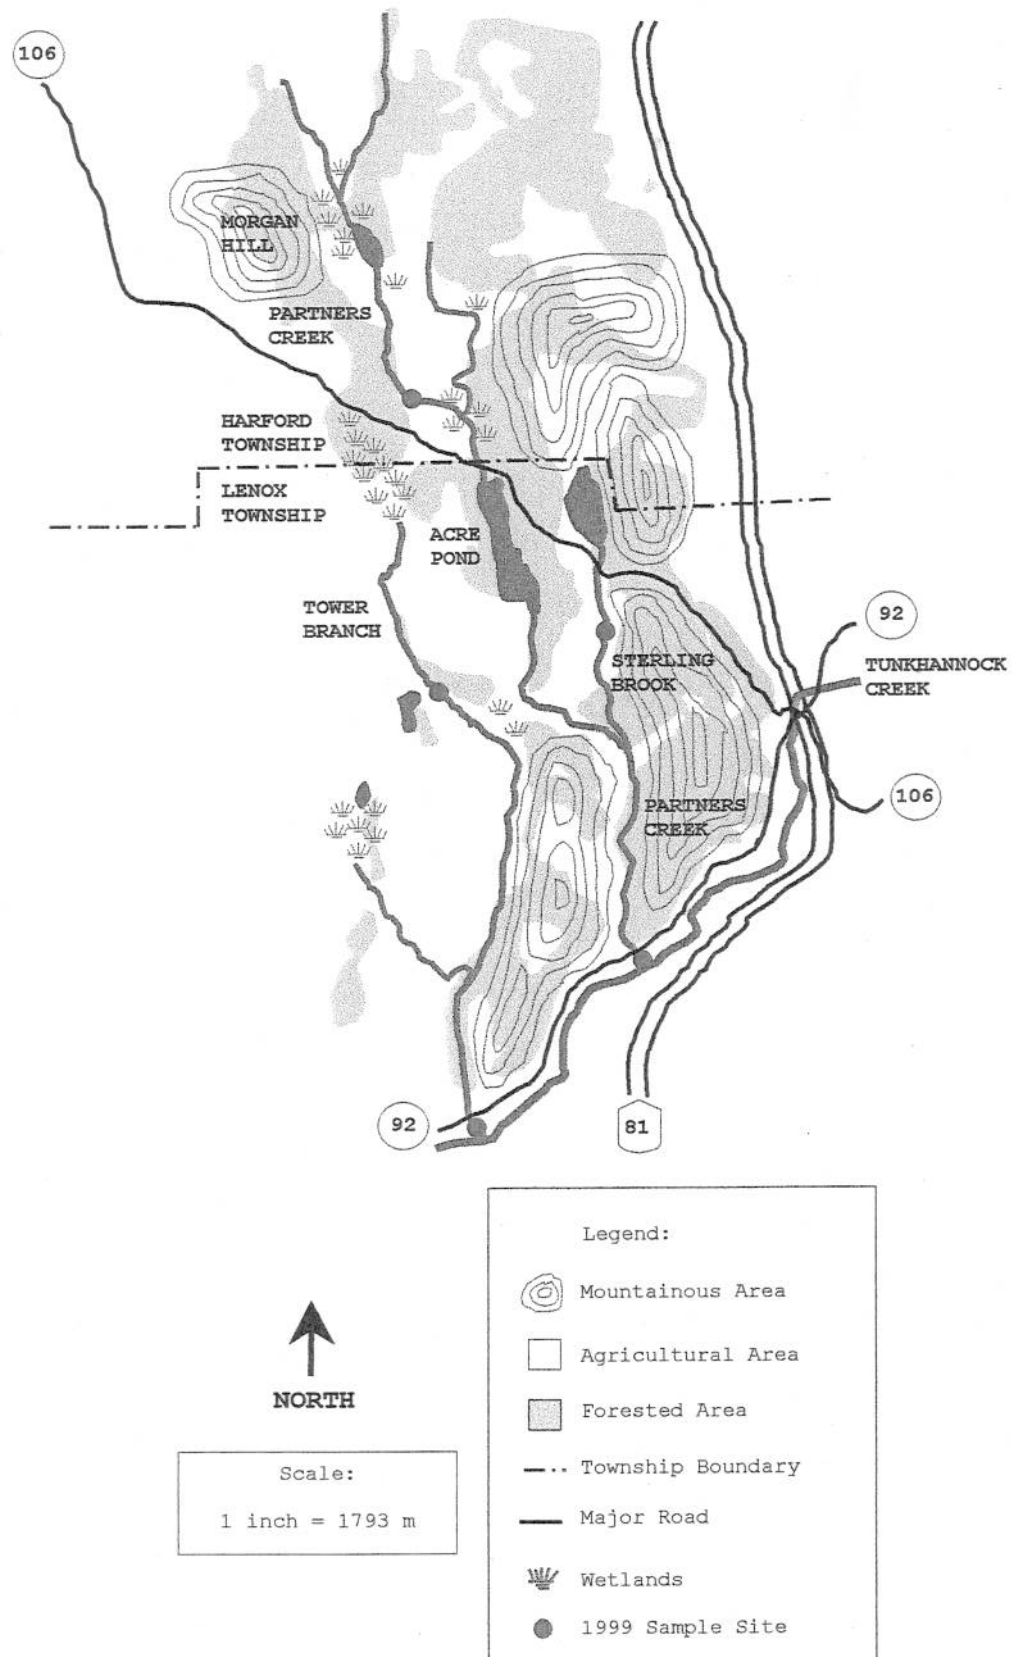 106
MORGAN
HILL
PARTNERS
CREEK
HARFORD
TOWNSHIP
LENOX
TOWNSHIP
ACRE
POND
TOWER
BRANCH
92
STERLING
BROOK
TUNKHANNOCK
CREEK
106
PARTNERS
CREEK
92
81
NORTH
Scale:
1 inch = 1793 m
Legend:
Mountainous Area
Agricultural Area
Forested Area
Township Boundary
Major Road
Wetlands
1999 Sample Site